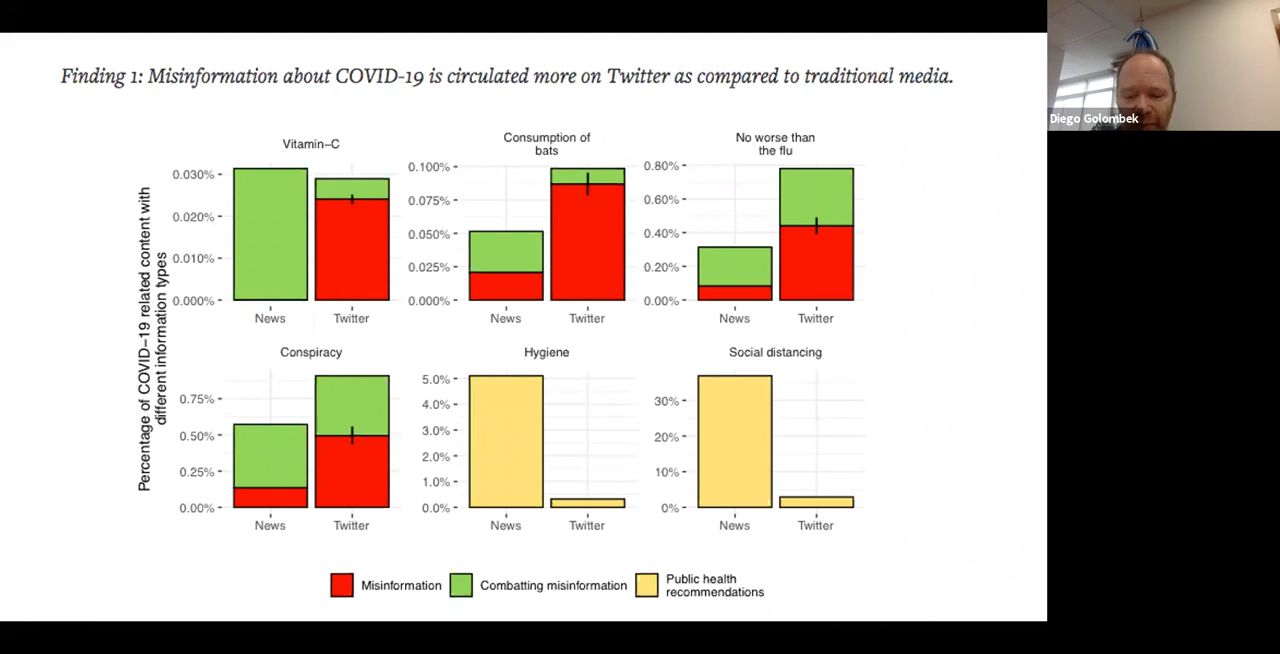 Finding 1: Misinformation about COVID-19 is circulated more on Twitter as compared to traditional media.
Diego Golombek
Percentage of COVID−19 related content with
different information types
Vitamin−C
0.030%
0.020%
0.010%
0.000%
News Twitter
Consumption of
bats
0.100%
0.075%
0.050%
0.025%
0.000%
News Twitter
No worse than
the flu
0.80%
0.60%
0.40%
0.20%
0.00%
News Twitter
Conspiracy
0.75%
0.50%
0.25%
0.00%
News Twitter
Hygiene
5.0%
4.0%
3.0%
2.0%
1.0%
0.0%
News Twitter
Social distancing
30%
20%
10%
0%
News Twitter
Misinformation Combatting misinformation Public health
recommendations